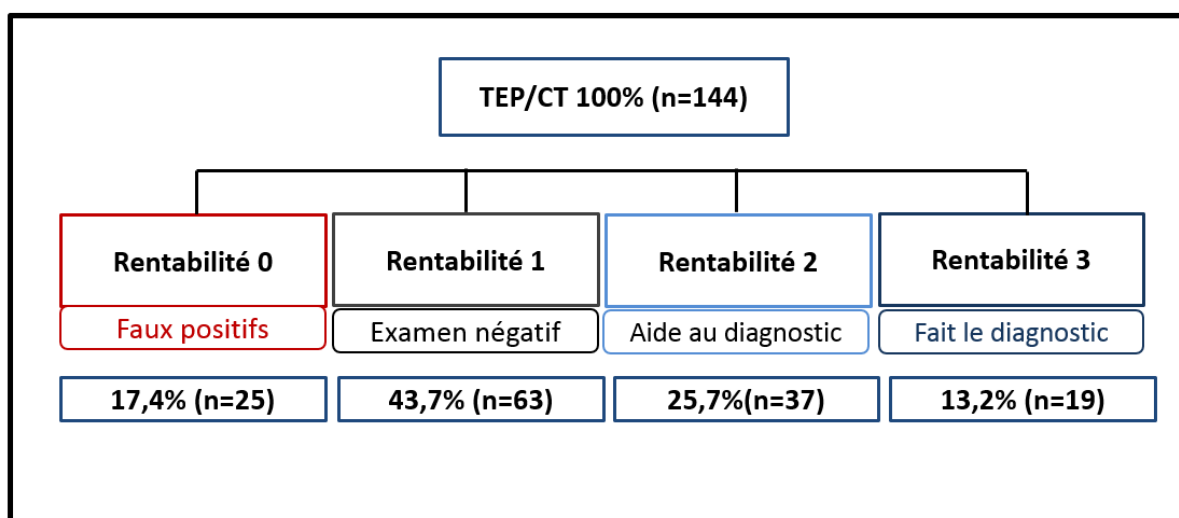 TEP/CT 100% (n=144)
Rentabilité 0
Rentabilité 1
Rentabilité 2
Rentabilité 3
Faux positifs
Examen négatif
Aide au diagnostic
Fait le diagnostic
17,4% (n=25)
43,7% (n=63)
25,7%(n=37)
13,2% (n=19)